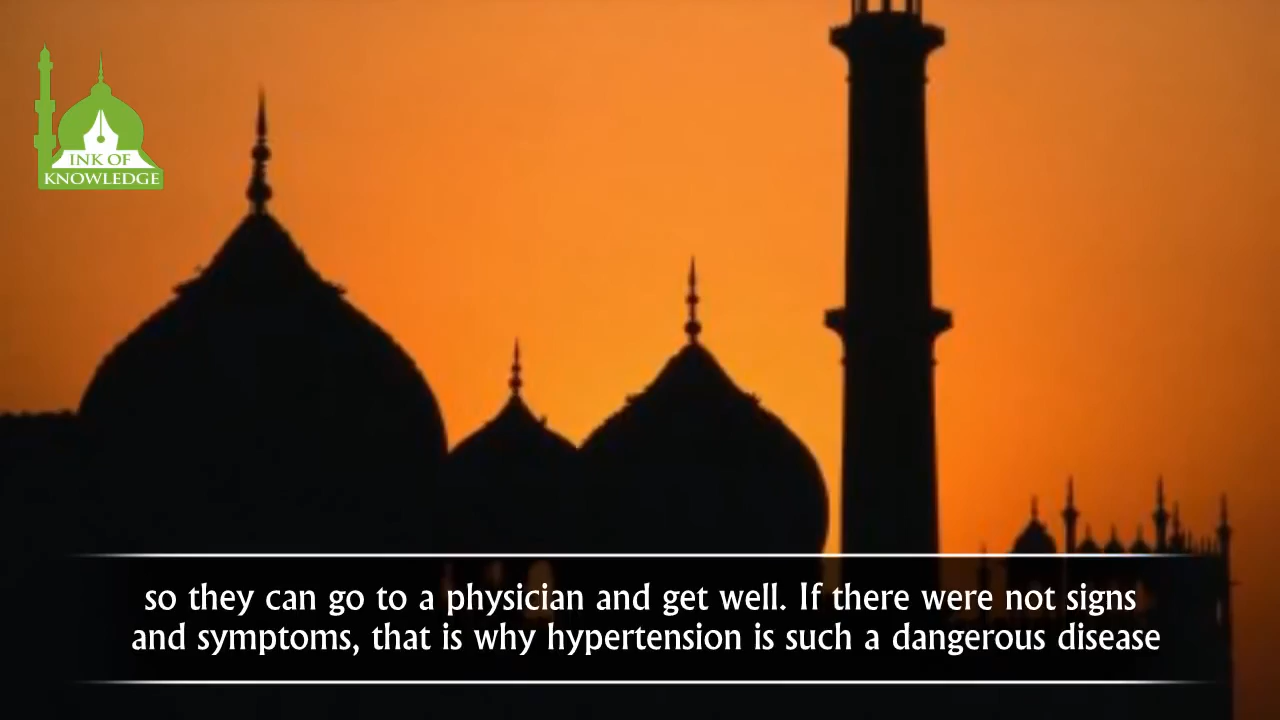 INK OF
KNOWLEDGE
so they can go to a physician and get well. If there were not signs
and symptoms, that is why hypertension is such a dangerous disease